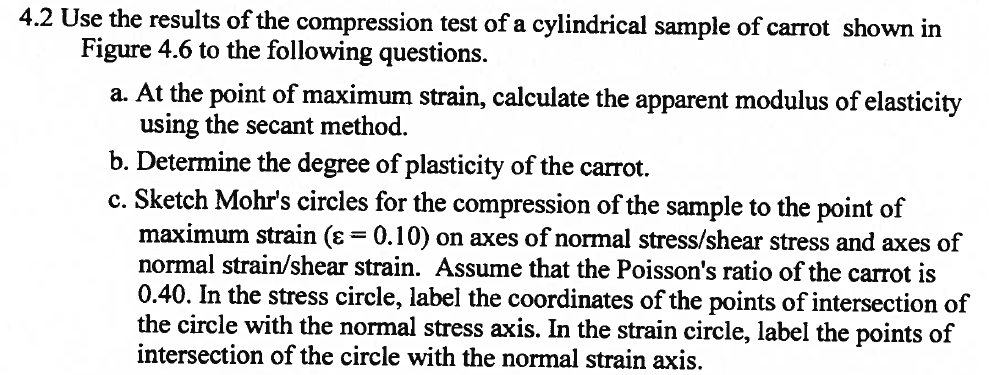 4.2 Use the results of the compression test of a cylindrical sample of carrot shown in
Figure 4.6 to the following questions.
a. At the point of maximum strain, calculate the apparent modulus of elasticity
using the secant method.
b. Determine the degree of plasticity of the carrot.
c. Sketch Mohr's circles for the compression of the sample to the point of
maximum strain (ε = 0.10) on axes of normal stress/shear stress and axes of
normal strain/shear strain. Assume that the Poisson's ratio of the carrot is
0.40. In the stress circle, label the coordinates of the points of intersection of
the circle with the normal stress axis. In the strain circle, label the points of
intersection of the circle with the normal strain axis.